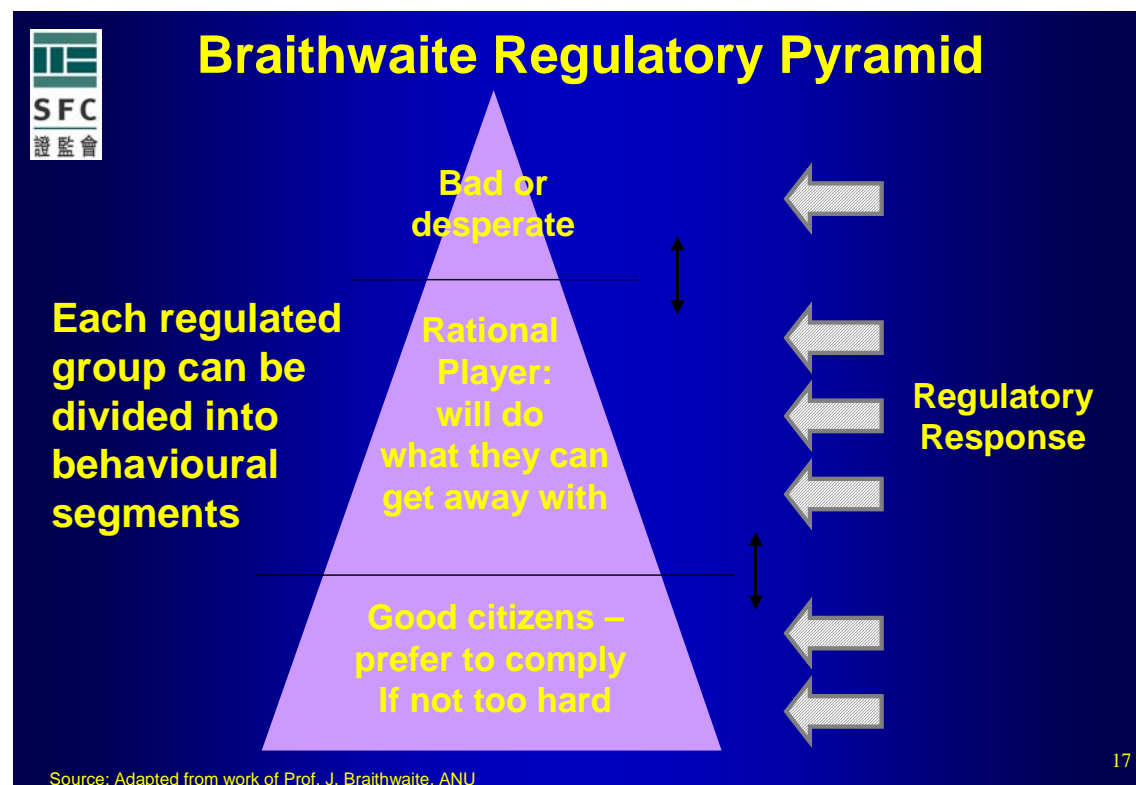 Braithwaite Regulatory Pyramid
SFC
證監會
Bad or
desperate
Each regulated
group can be
divided into
behavioural
segments
Rational
Player:
will do
what they can
get away with
Regulatory
Response
Good citizens –
prefer to comply
If not too hard
Source: Adapted from work of Prof. J. Braithwaite, ANU
17